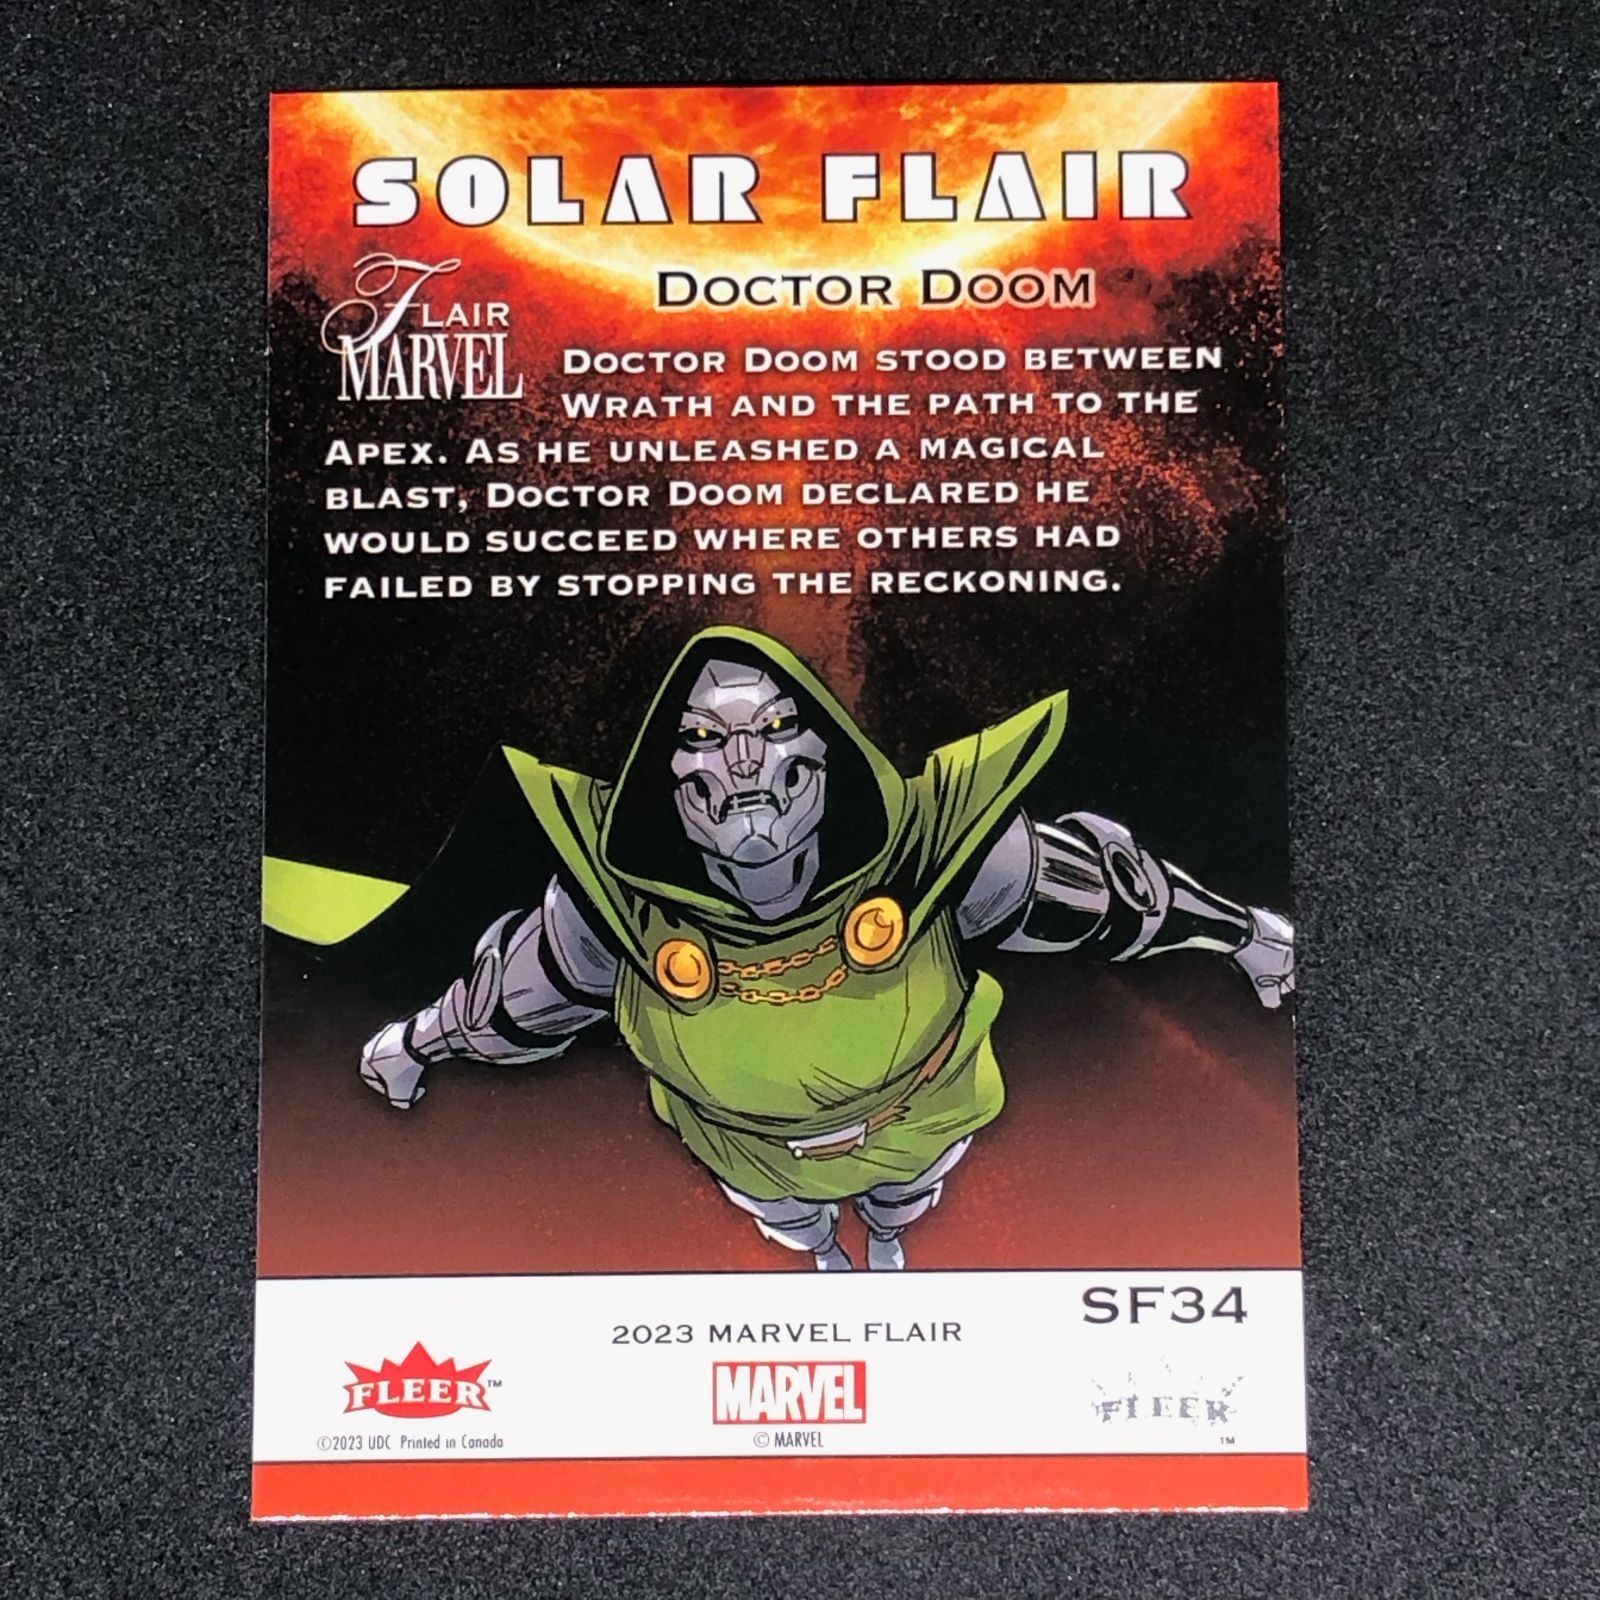 SOLAR FLAIR
DOCTOR DOOM
FLAIR
MARVEL
DOCTOR DOOM STOOD BETWEEN
WRATH AND THE PATH TO THE
APEX. AS HE UNLEASHED A MAGICAL
BLAST, DOCTOR DOOM DECLARED HE
WOULD SUCCEED WHERE OTHERS HAD
FAILED BY STOPPING THE RECKONING.
SF34
2023 MARVEL FLAIR
FLEER™
MARVEL
FLEER™
©2023 UDC Printed in Canada
© MARVEL